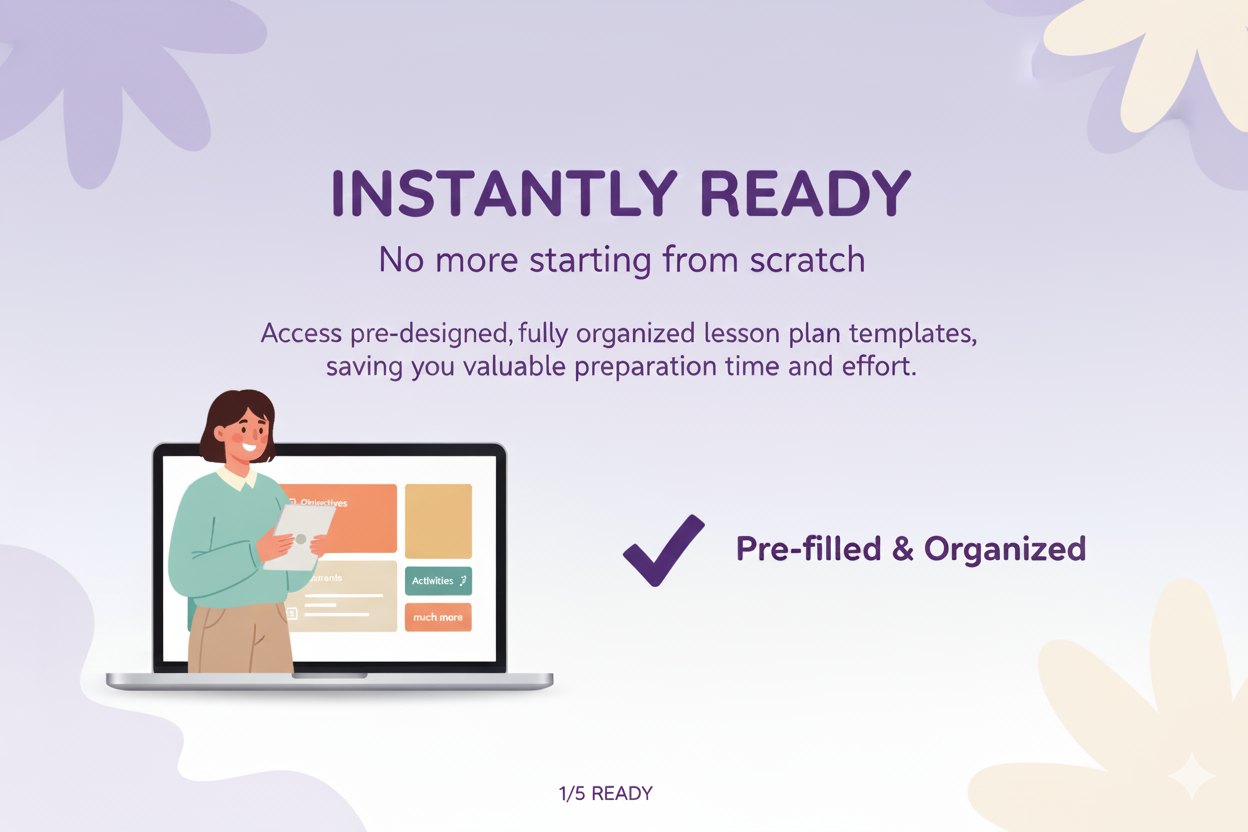 INSTANTLY READY
No more starting from scratch
Access pre-designed, fully organized lesson plan templates,
saving you valuable preparation time and effort.
Objectives
Activities
much more
Pre-filled & Organized
1/5 READY